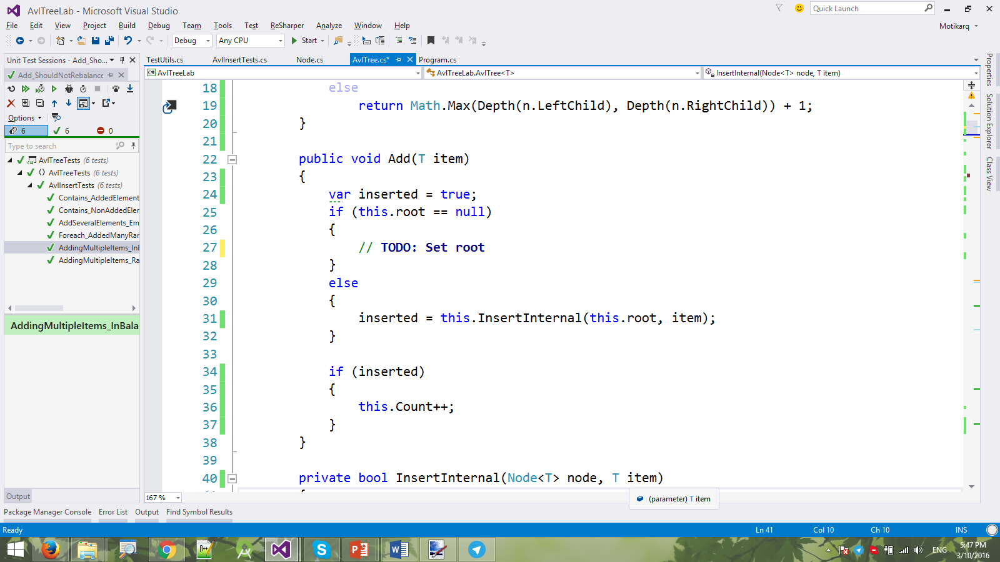 AvlTreeLab - Microsoft Visual Studio
Quick Launch
File Edit View Project Build Debug Team Tools Test ReSharper Analyze Window Help
Motikarq
Debug Any CPU Start
Unit Test Sessions - Add_Sho...
TestUtils.cs AvlInsertTests.cs Node.cs AvlTree.cs* Program.cs
Add_ShouldNotRebalance
AvlTreeLab AvlTreeLab.AvlTree<T> InsertInternal(Node<T> node, T item)
Options
6 6 0
Type to search
AvlTreeTests (6 tests)
AvlTreeTests (6 tests)
AvlInsertTests (6 tests)
Contains_AddedElement
Contains_NonAddedEler
AddSeveralElements_Em
Foreach_AddedManyRar
AddingMultipleItems_InE
AddingMultipleItems_Ra
AddingMultipleItems_InBala
Output
18 else
19 return Math.Max(Depth(n.LeftChild), Depth(n.RightChild)) + 1;
20 }
21
22 public void Add(T item)
23 {
24 var inserted = true;
25 if (this.root == null)
26 {
27 // TODO: Set root
28 }
29 else
30 {
31 inserted = this.InsertInternal(this.root, item);
32 }
33
34 if (inserted)
35 {
36 this.Count++;
37 }
38 }
39
40 private bool InsertInternal(Node<T> node, T item)
167 %
(parameter) T item
Properties
Solution Explorer
Class View
Package Manager Console Error List Output Find Symbol Results
Ready Ln 41 Col 10 Ch 10 INS
ENG
5:47 PM
3/10/2016